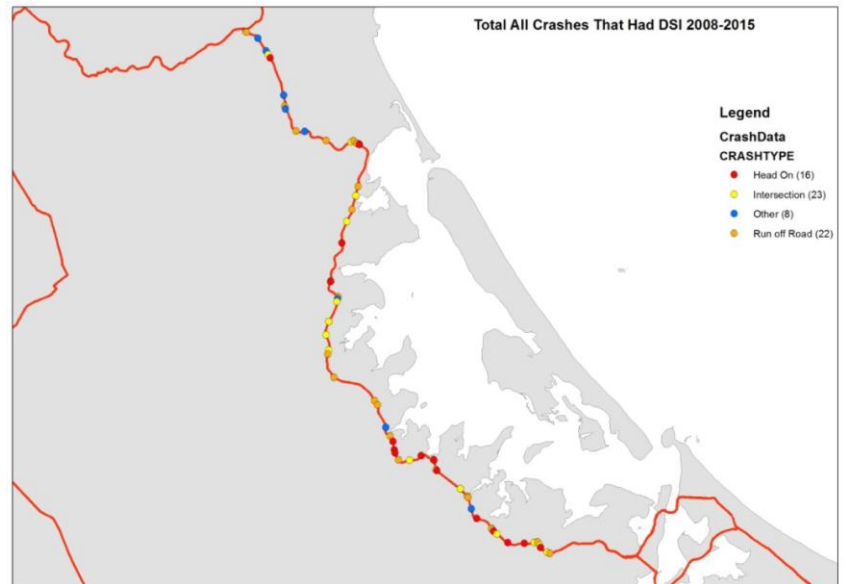 Total All Crashes That Had DSI 2008-2015
Legend
CrashData
CRASHTYPE
Head On (16)
Intersection (23)
Other (8)
Run off Road (22)